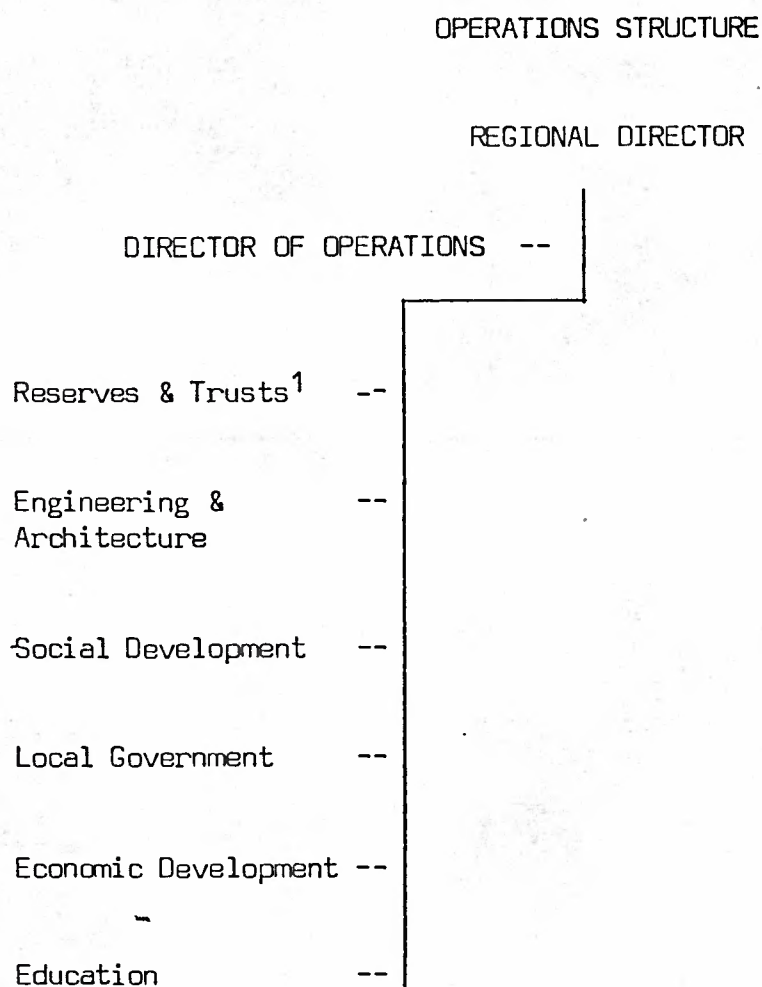 OPERATIONS STRUCTURE
REGIONAL DIRECTOR
DIRECTOR OF OPERATIONS --
Reserves & Trusts¹ --
Engineering & --
Architecture
Social Development --
Local Government --
Economic Development --
Education --